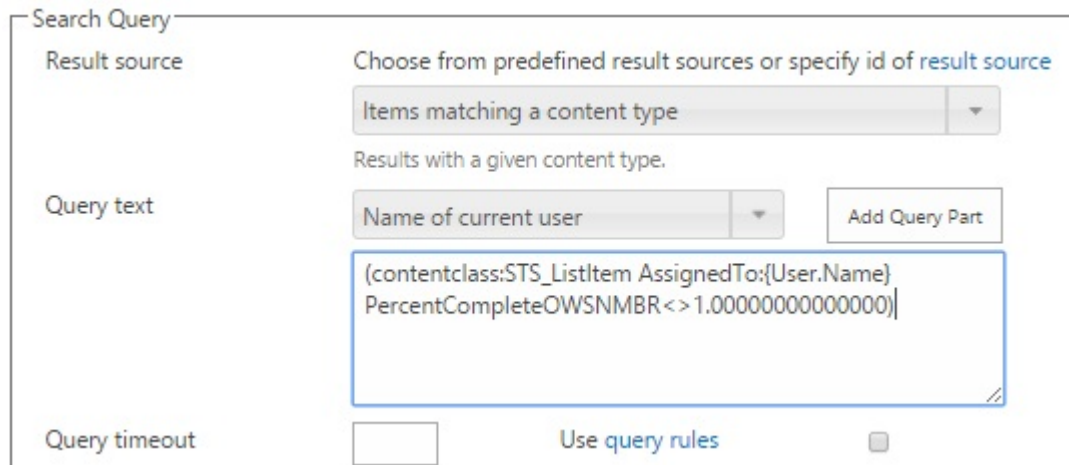 Search Query
Result source
Choose from predefined result sources or specify id of result source
Items matching a content type
Results with a given content type.
Query text
Name of current user
Add Query Part
(contentclass:STS_ListItem AssignedTo:{User.Name}
PercentCompleteOWSNMBR<>1.00000000000000)
Query timeout
Use query rules